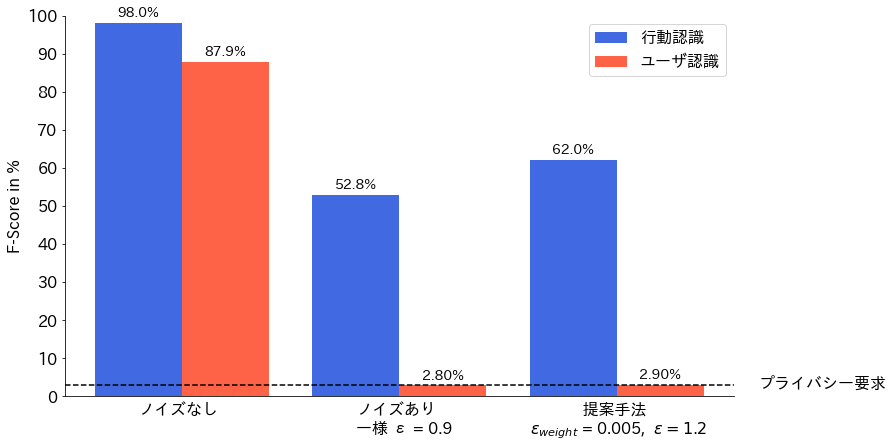 F-Score in %
100
90
80
70
60
50
40
30
20
10
0
98.0%
87.9%
52.8%
2.80%
62.0%
2.90%
行動認識
ユーザ認識
プライバシー要求
ノイズなし
ノイズあり
一様 ε = 0.9
提案手法
ε_weight = 0.005, ε = 1.2